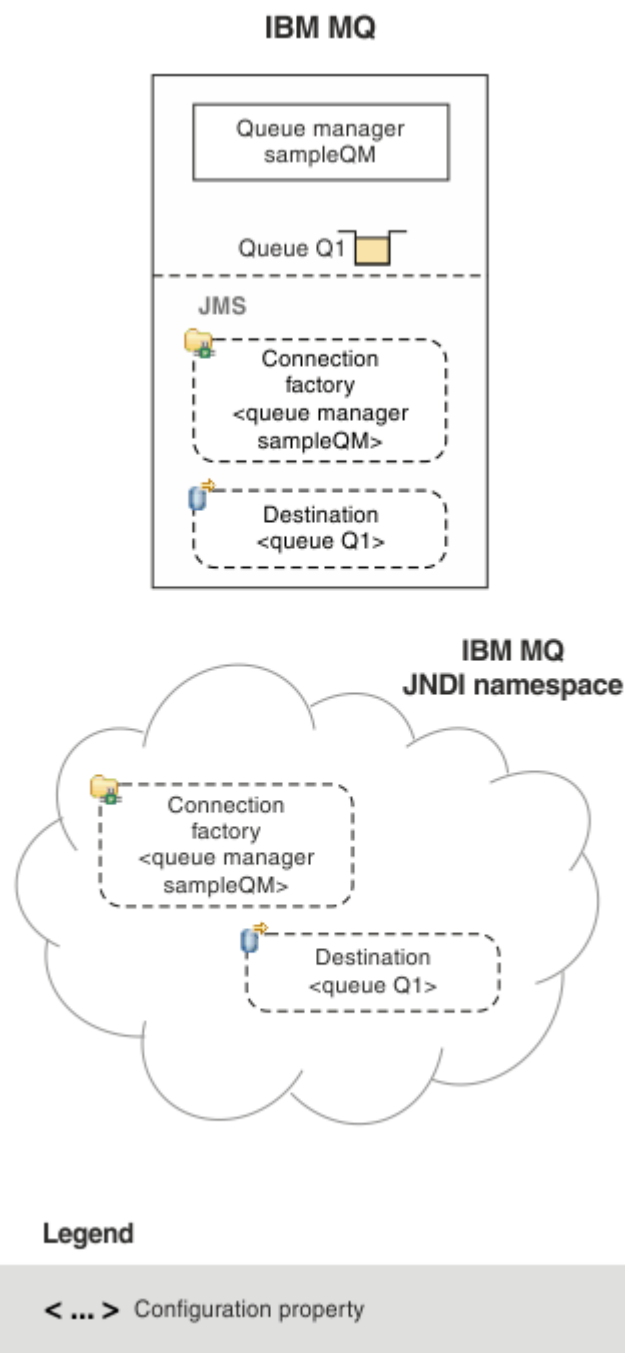 IBM MQ
Queue manager
sampleQM
Queue Q1
JMS
Connection
factory
<queue manager
sampleQM>
Destination
<queue Q1>
IBM MQ
JNDI namespace
Connection
factory
<queue manager
sampleQM>
Destination
<queue Q1>
Legend
< ... > Configuration property